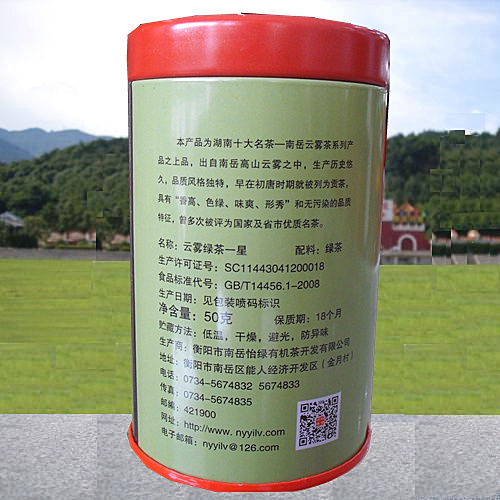 本产品为湖南十大名茶—南岳云雾茶系列产
品之上品，出自南岳高山云雾之中，生产历史悠
久，品质风格独特，早在初唐时期就被列为贡茶，
具有“香高、色绿、味爽、形秀”和无污染的品质
特征，曾多次被评为国家及省市优质名茶。
名称：云雾绿茶一星 配料：绿茶
生产许可证号：SC11443041200018
食品标准代号：GB/T14456.1-2008
生产日期：见包装喷码标识
净含量：50克 保质期：18个月
贮藏方法：低温，干燥，避光，防异味
生产商：衡阳市南岳怡绿有机茶开发有限公司
地址：衡阳市南岳区能人经济开发区（金月村）
电话：0734-5674832 5674833
传真：0734-5674835
邮编：421900
网址：http://www.nyyilv.com
电子邮箱：nyyilv@126.com